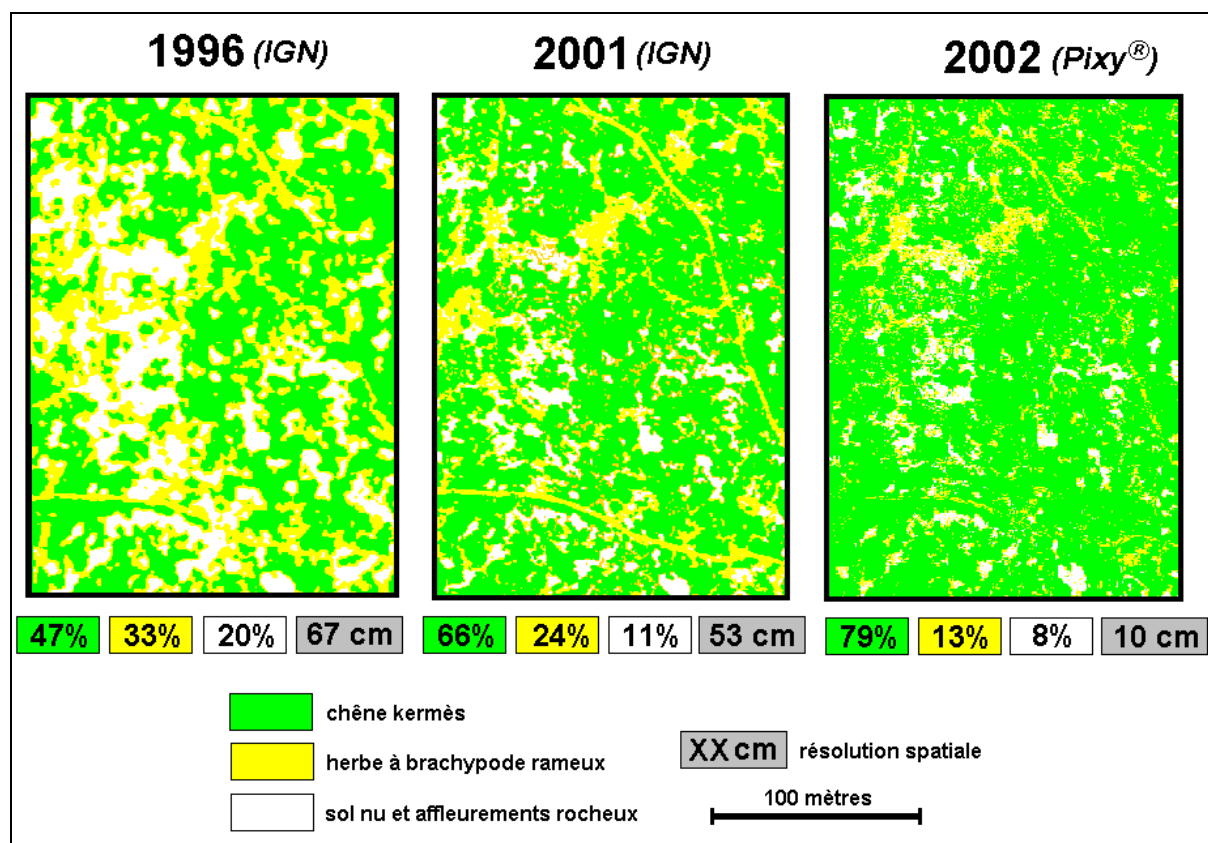 1996 (IGN) 2001 (IGN) 2002 (Pixy®)
47% 33% 20% 67 cm 66% 24% 11% 53 cm 79% 13% 8% 10 cm
chêne kermès
herbe à brachypode rameux
XX cm résolution spatiale
sol nu et affleurements rocheux
100 mètres